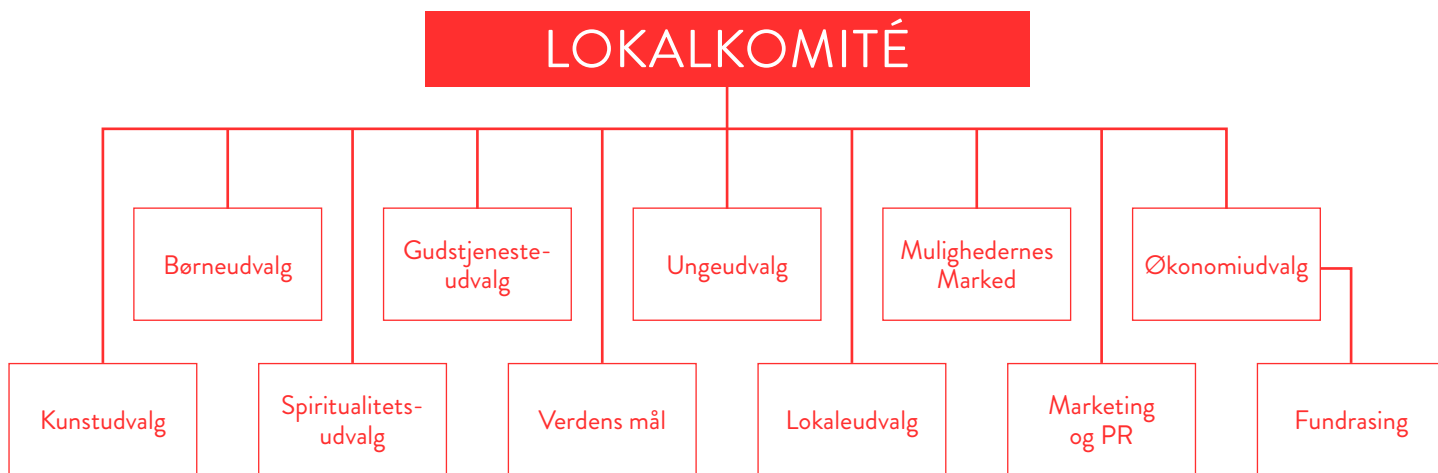 LOKALKOMITÉ
Børneudvalg
Gudstjeneste-
udvalg
Ungeudvalg
Mulighedernes
Marked
Økonomiudvalg
Kunstudvalg
Spiritualitets-
udvalg
Verdens mål
Lokaleudvalg
Marketing
og PR
Fundrasing